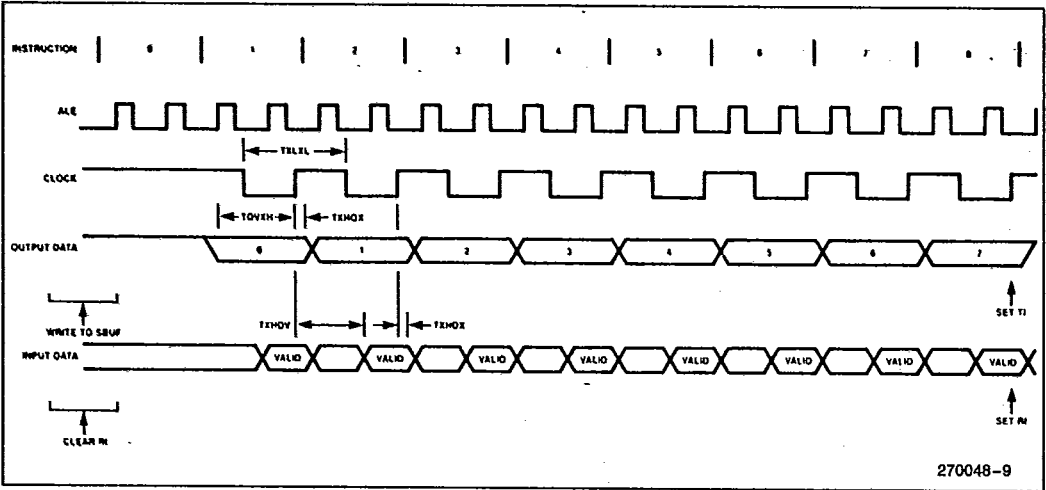 INSTRUCTION 0 1 2 3 4 5 6 7 8
ALE
TXLXL
CLOCK
TQVXH TXHQX
OUTPUT DATA 0 1 2 3 4 5 6 7
WRITE TO SBUF
SET TI
TXHDV TXHDX
INPUT DATA VALID VALID VALID VALID VALID VALID VALID VALID
CLEAR RI
SET RI
270048-9